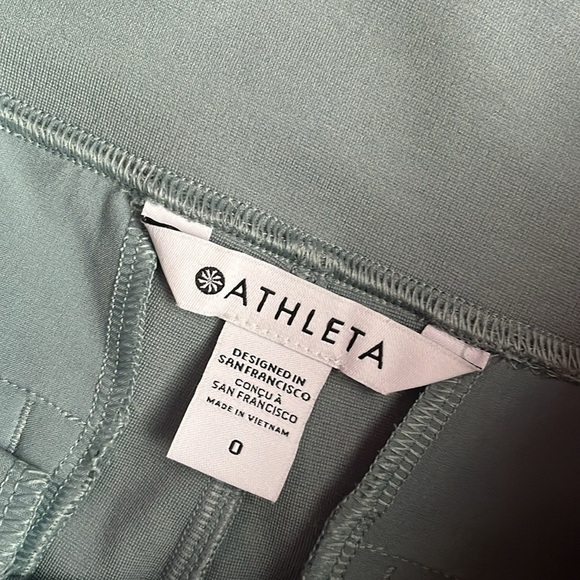 ATHLETA
DESIGNED IN
SAN FRANCISCO
CONÇU À
SAN FRANCISCO
MADE IN VIETNAM
0